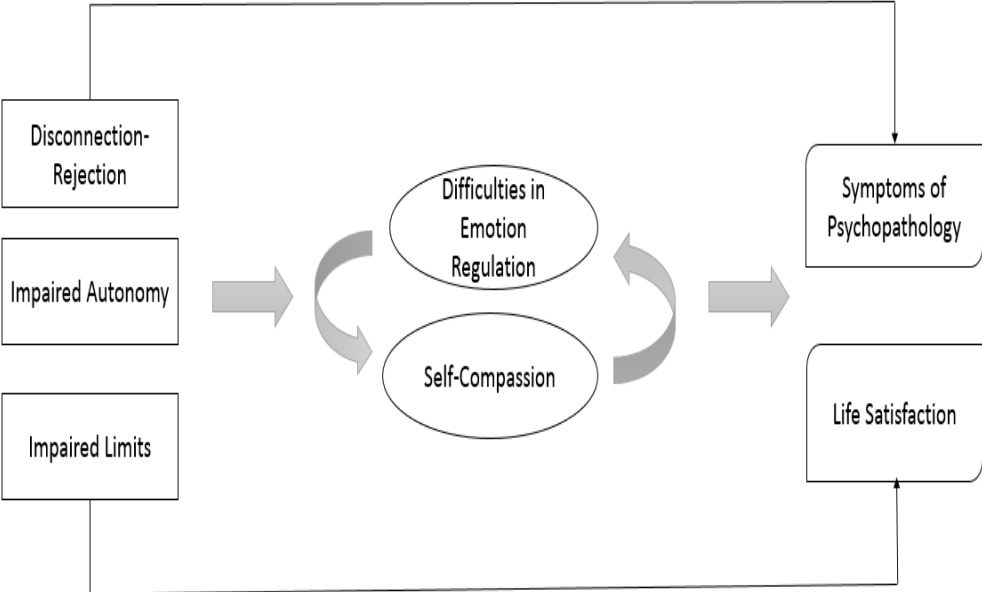 Disconnection-
Rejection
Impaired Autonomy
Impaired Limits
Difficulties in
Emotion
Regulation
Self-Compassion
Symptoms of
Psychopathology
Life Satisfaction